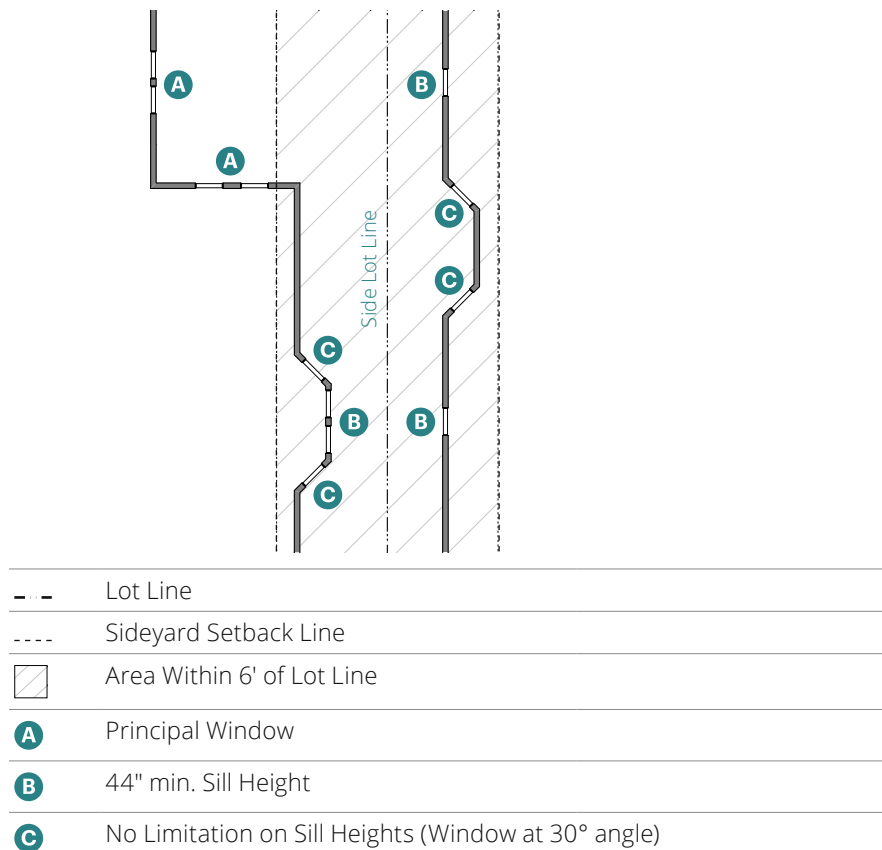 A
B
A
C
Side Lot Line
C
C
B
B
C
Lot Line
Sideyard Setback Line
Area Within 6' of Lot Line
A Principal Window
B 44" min. Sill Height
C No Limitation on Sill Heights (Window at 30° angle)